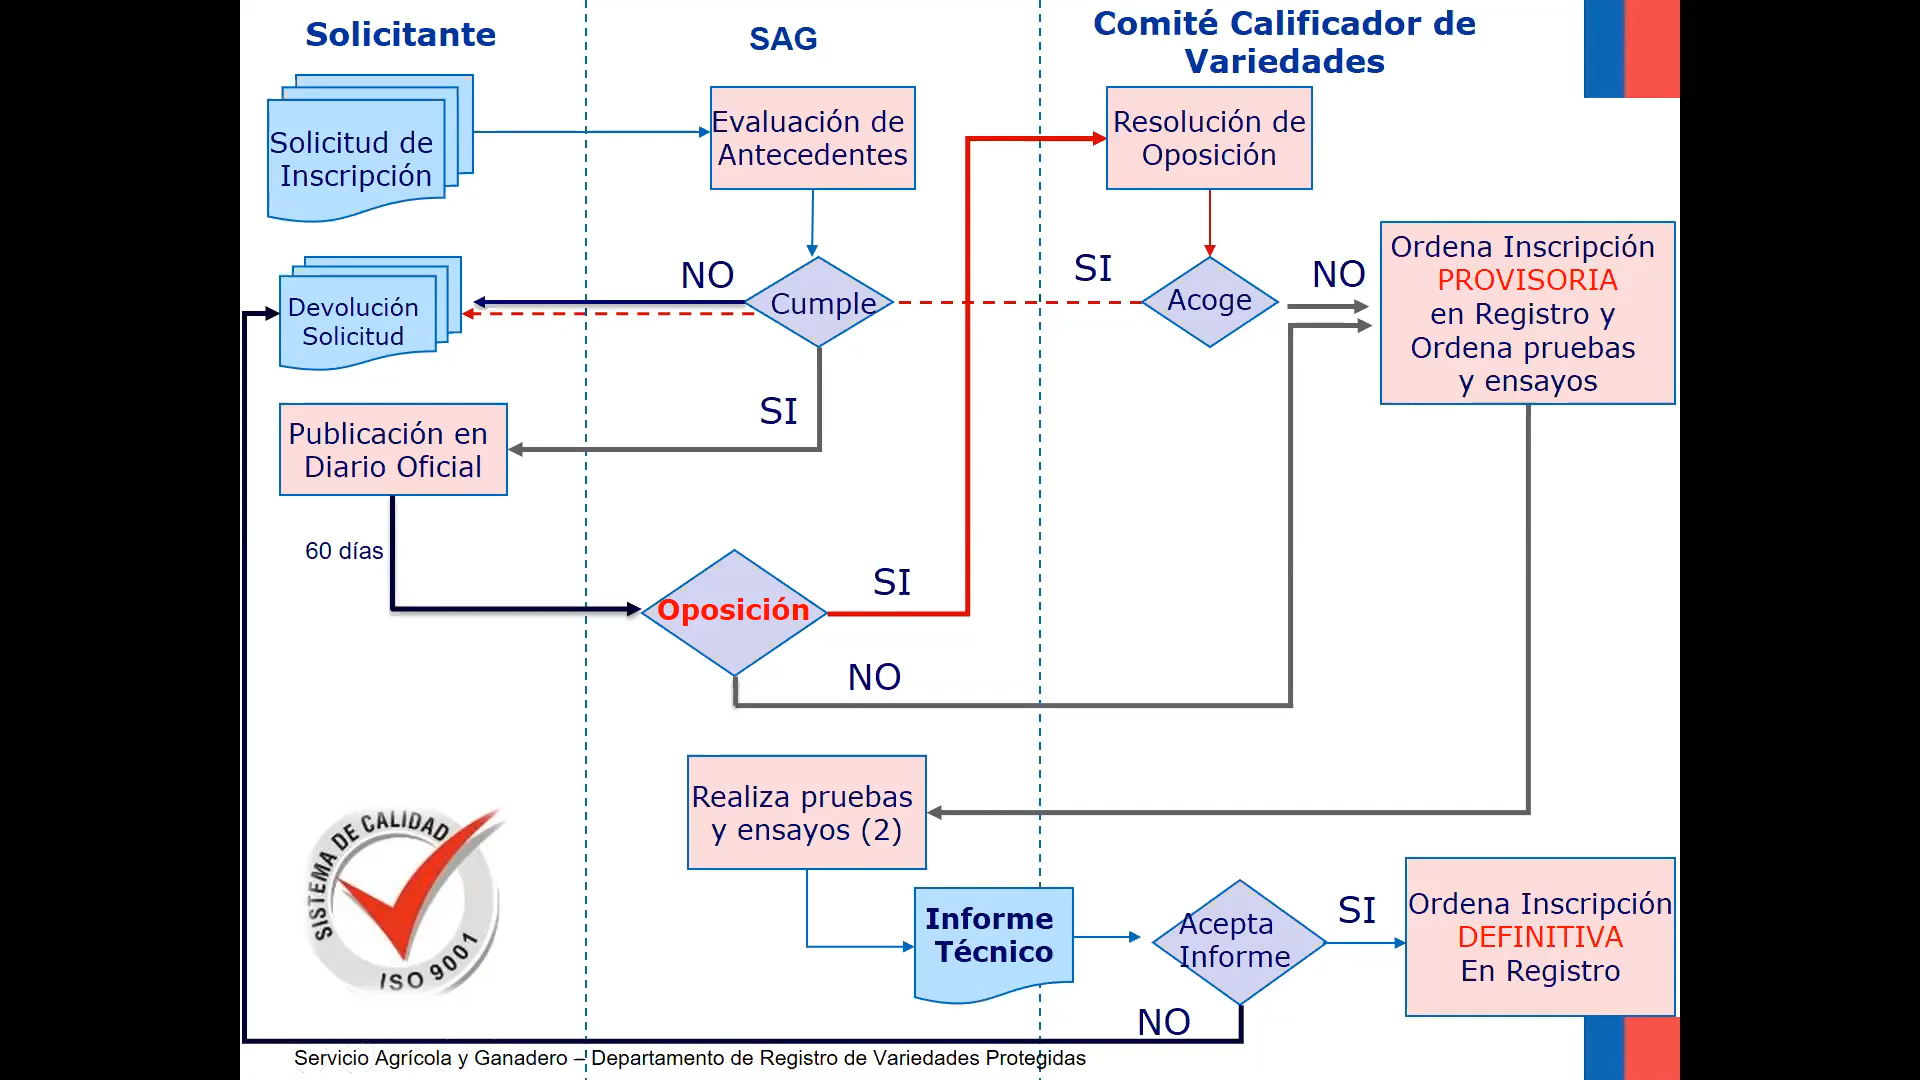 Solicitante
SAG
Comité Calificador de
Variedades
Solicitud de
Inscripción
Evaluación de
Antecedentes
Resolución de
Oposición
Devolución
Solicitud
NO
Cumple
SI
Acoge
NO
Ordena Inscripción
PROVISORIA
en Registro y
Ordena pruebas
y ensayos
SI
Publicación en
Diario Oficial
60 días
Oposición
SI
NO
Realiza pruebas
y ensayos (2)
Informe
Técnico
Acepta
Informe
SI
Ordena Inscripción
DEFINITIVA
En Registro
NO
SISTEMA DE CALIDAD
ISO 9001
Servicio Agrícola y Ganadero – Departamento de Registro de Variedades Protegidas